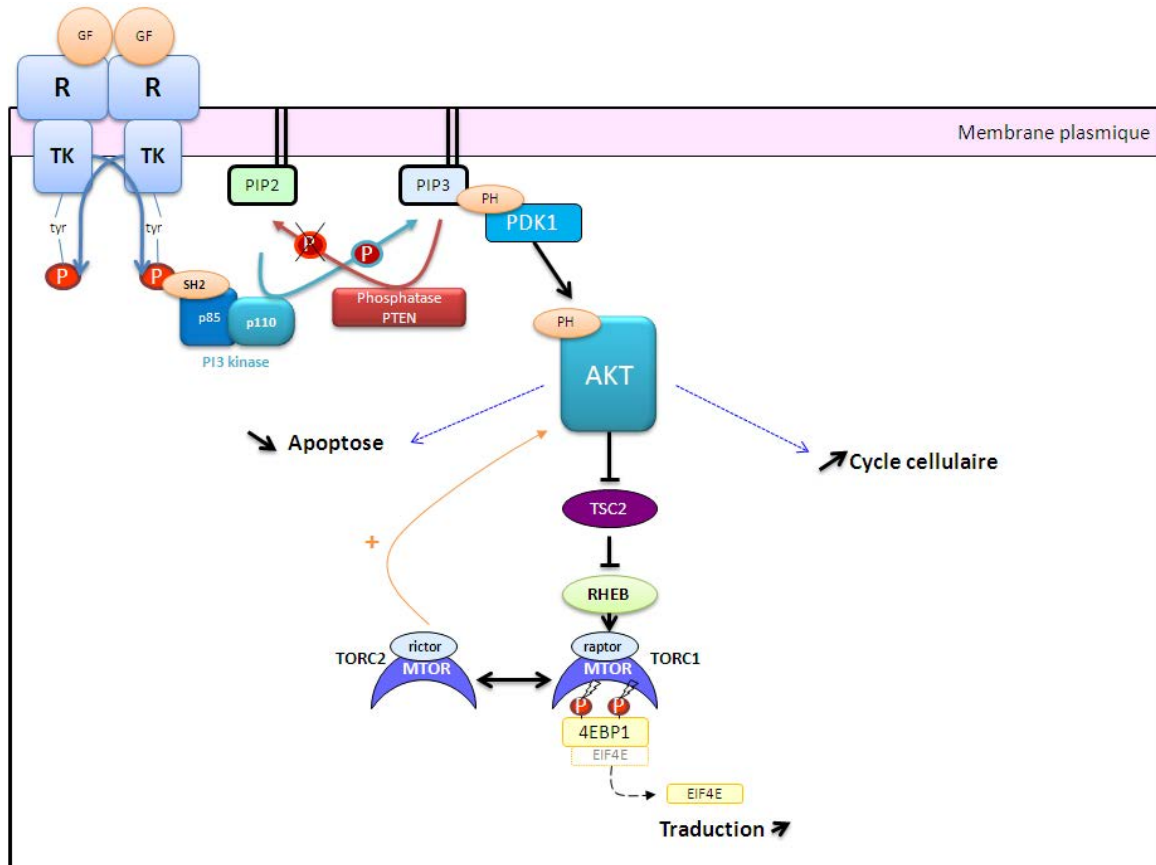 GF GF
R R
Membrane plasmique
TK TK
PIP2 PIP3
PH
PDK1
tyr tyr
P P
P P
SH2
p85 p110
PI3 kinase
Phosphatase
PTEN
PH
AKT
Apoptose
Cycle cellulaire
TSC2
+
RHEB
rictor
TORC2
MTOR
raptor
TORC1
MTOR
P P
4EBP1
EIF4E
EIF4E
Traduction